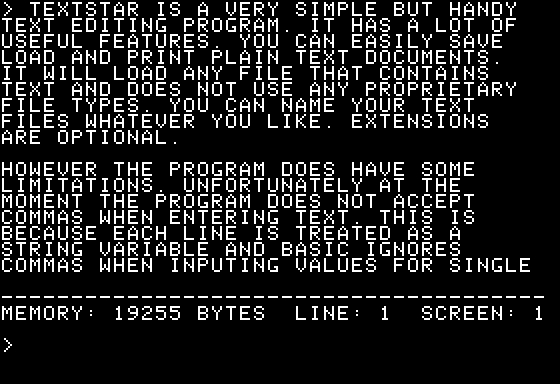 > TEXTSTAR IS A VERY SIMPLE BUT HANDY
TEXT EDITING PROGRAM. IT HAS A LOT OF
USEFUL FEATURES. YOU CAN EASILY SAVE
LOAD AND PRINT PLAIN TEXT DOCUMENTS.
IT WILL LOAD ANY FILE THAT CONTAINS
TEXT AND DOES NOT USE ANY PROPRIETARY
FILE TYPES. YOU CAN NAME YOUR TEXT
FILES WHATEVER YOU LIKE. EXTENSIONS
ARE OPTIONAL.
HOWEVER THE PROGRAM DOES HAVE SOME
LIMITATIONS. UNFORTUNATELY AT THE
MOMENT THE PROGRAM DOES NOT ACCEPT
COMMAS WHEN ENTERING TEXT. THIS IS
BECAUSE EACH LINE IS TREATED AS A
STRING VARIABLE AND BASIC IGNORES
COMMAS WHEN INPUTING VALUES FOR SINGLE
---------------------------------------
MEMORY: 19255 BYTES  LINE: 1  SCREEN: 1
>